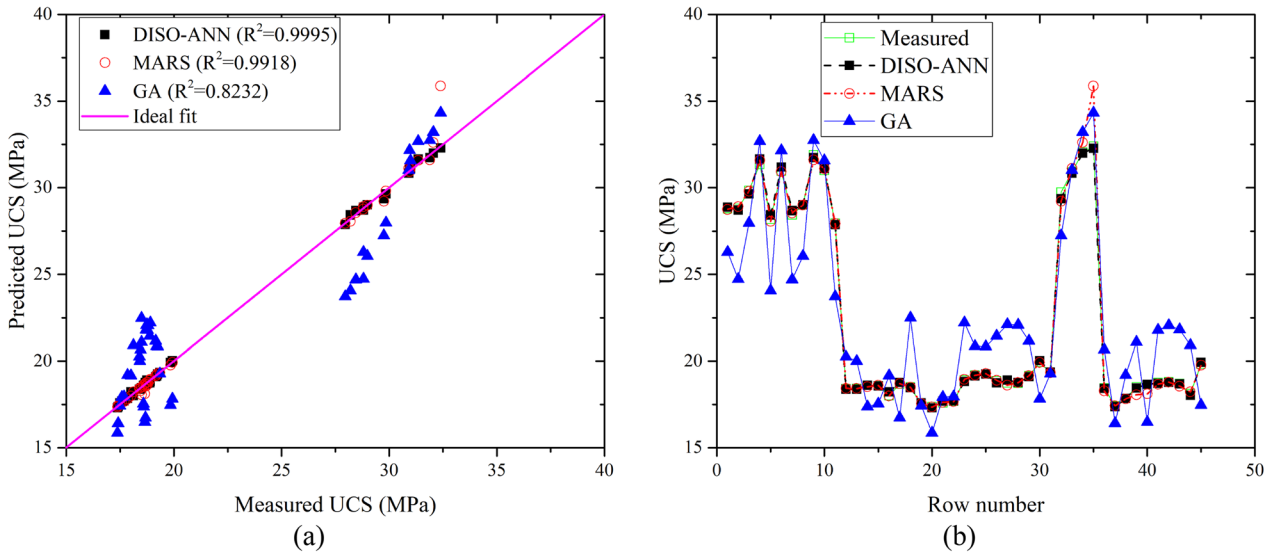 40
35
30
25
20
15
15
20
25
30
35
40
Predicted UCS (MPa)
Measured UCS (MPa)
DISO-ANN (R²=0.9995)
MARS (R²=0.9918)
GA (R²=0.8232)
Ideal fit
(a)
40
35
30
25
20
15
0
10
20
30
40
50
UCS (MPa)
Row number
Measured
DISO-ANN
MARS
GA
(b)